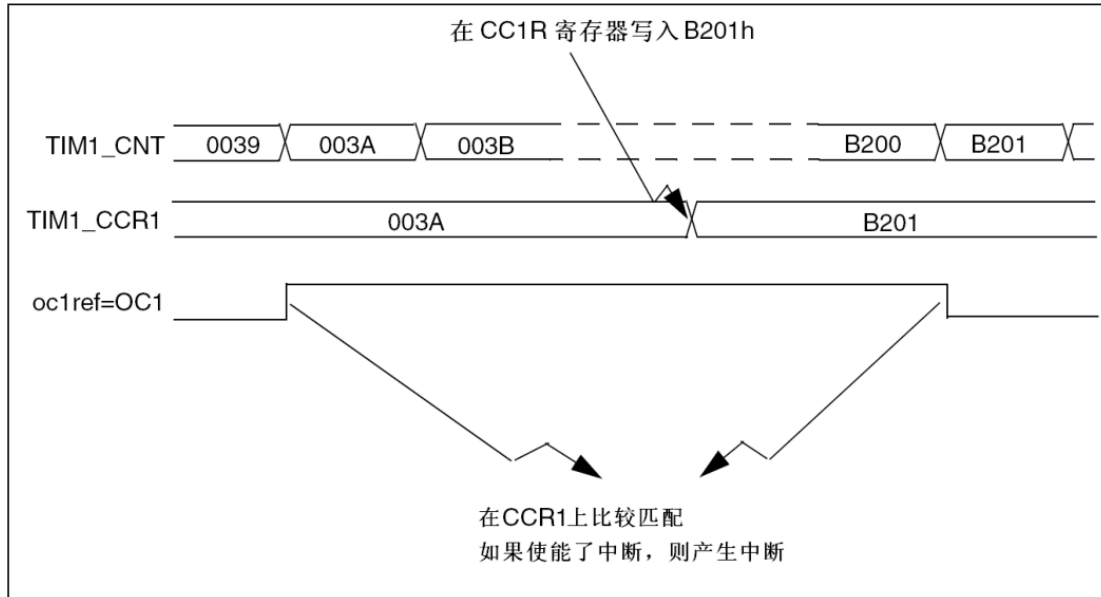 在 CC1R 寄存器写入 B201h
TIM1_CNT 0039 003A 003B B200 B201
TIM1_CCR1 003A B201
oc1ref=OC1
在CCR1上比较匹配
如果使能了中断，则产生中断